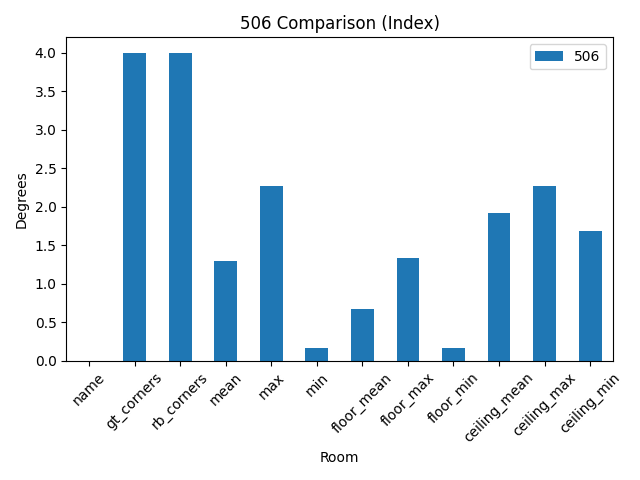 506 Comparison (Index)
506
Degrees
4.0
3.5
3.0
2.5
2.0
1.5
1.0
0.5
0.0
name
gt_corners
rb_corners
mean
max
min
floor_mean
floor_max
floor_min
ceiling_mean
ceiling_max
ceiling_min
Room